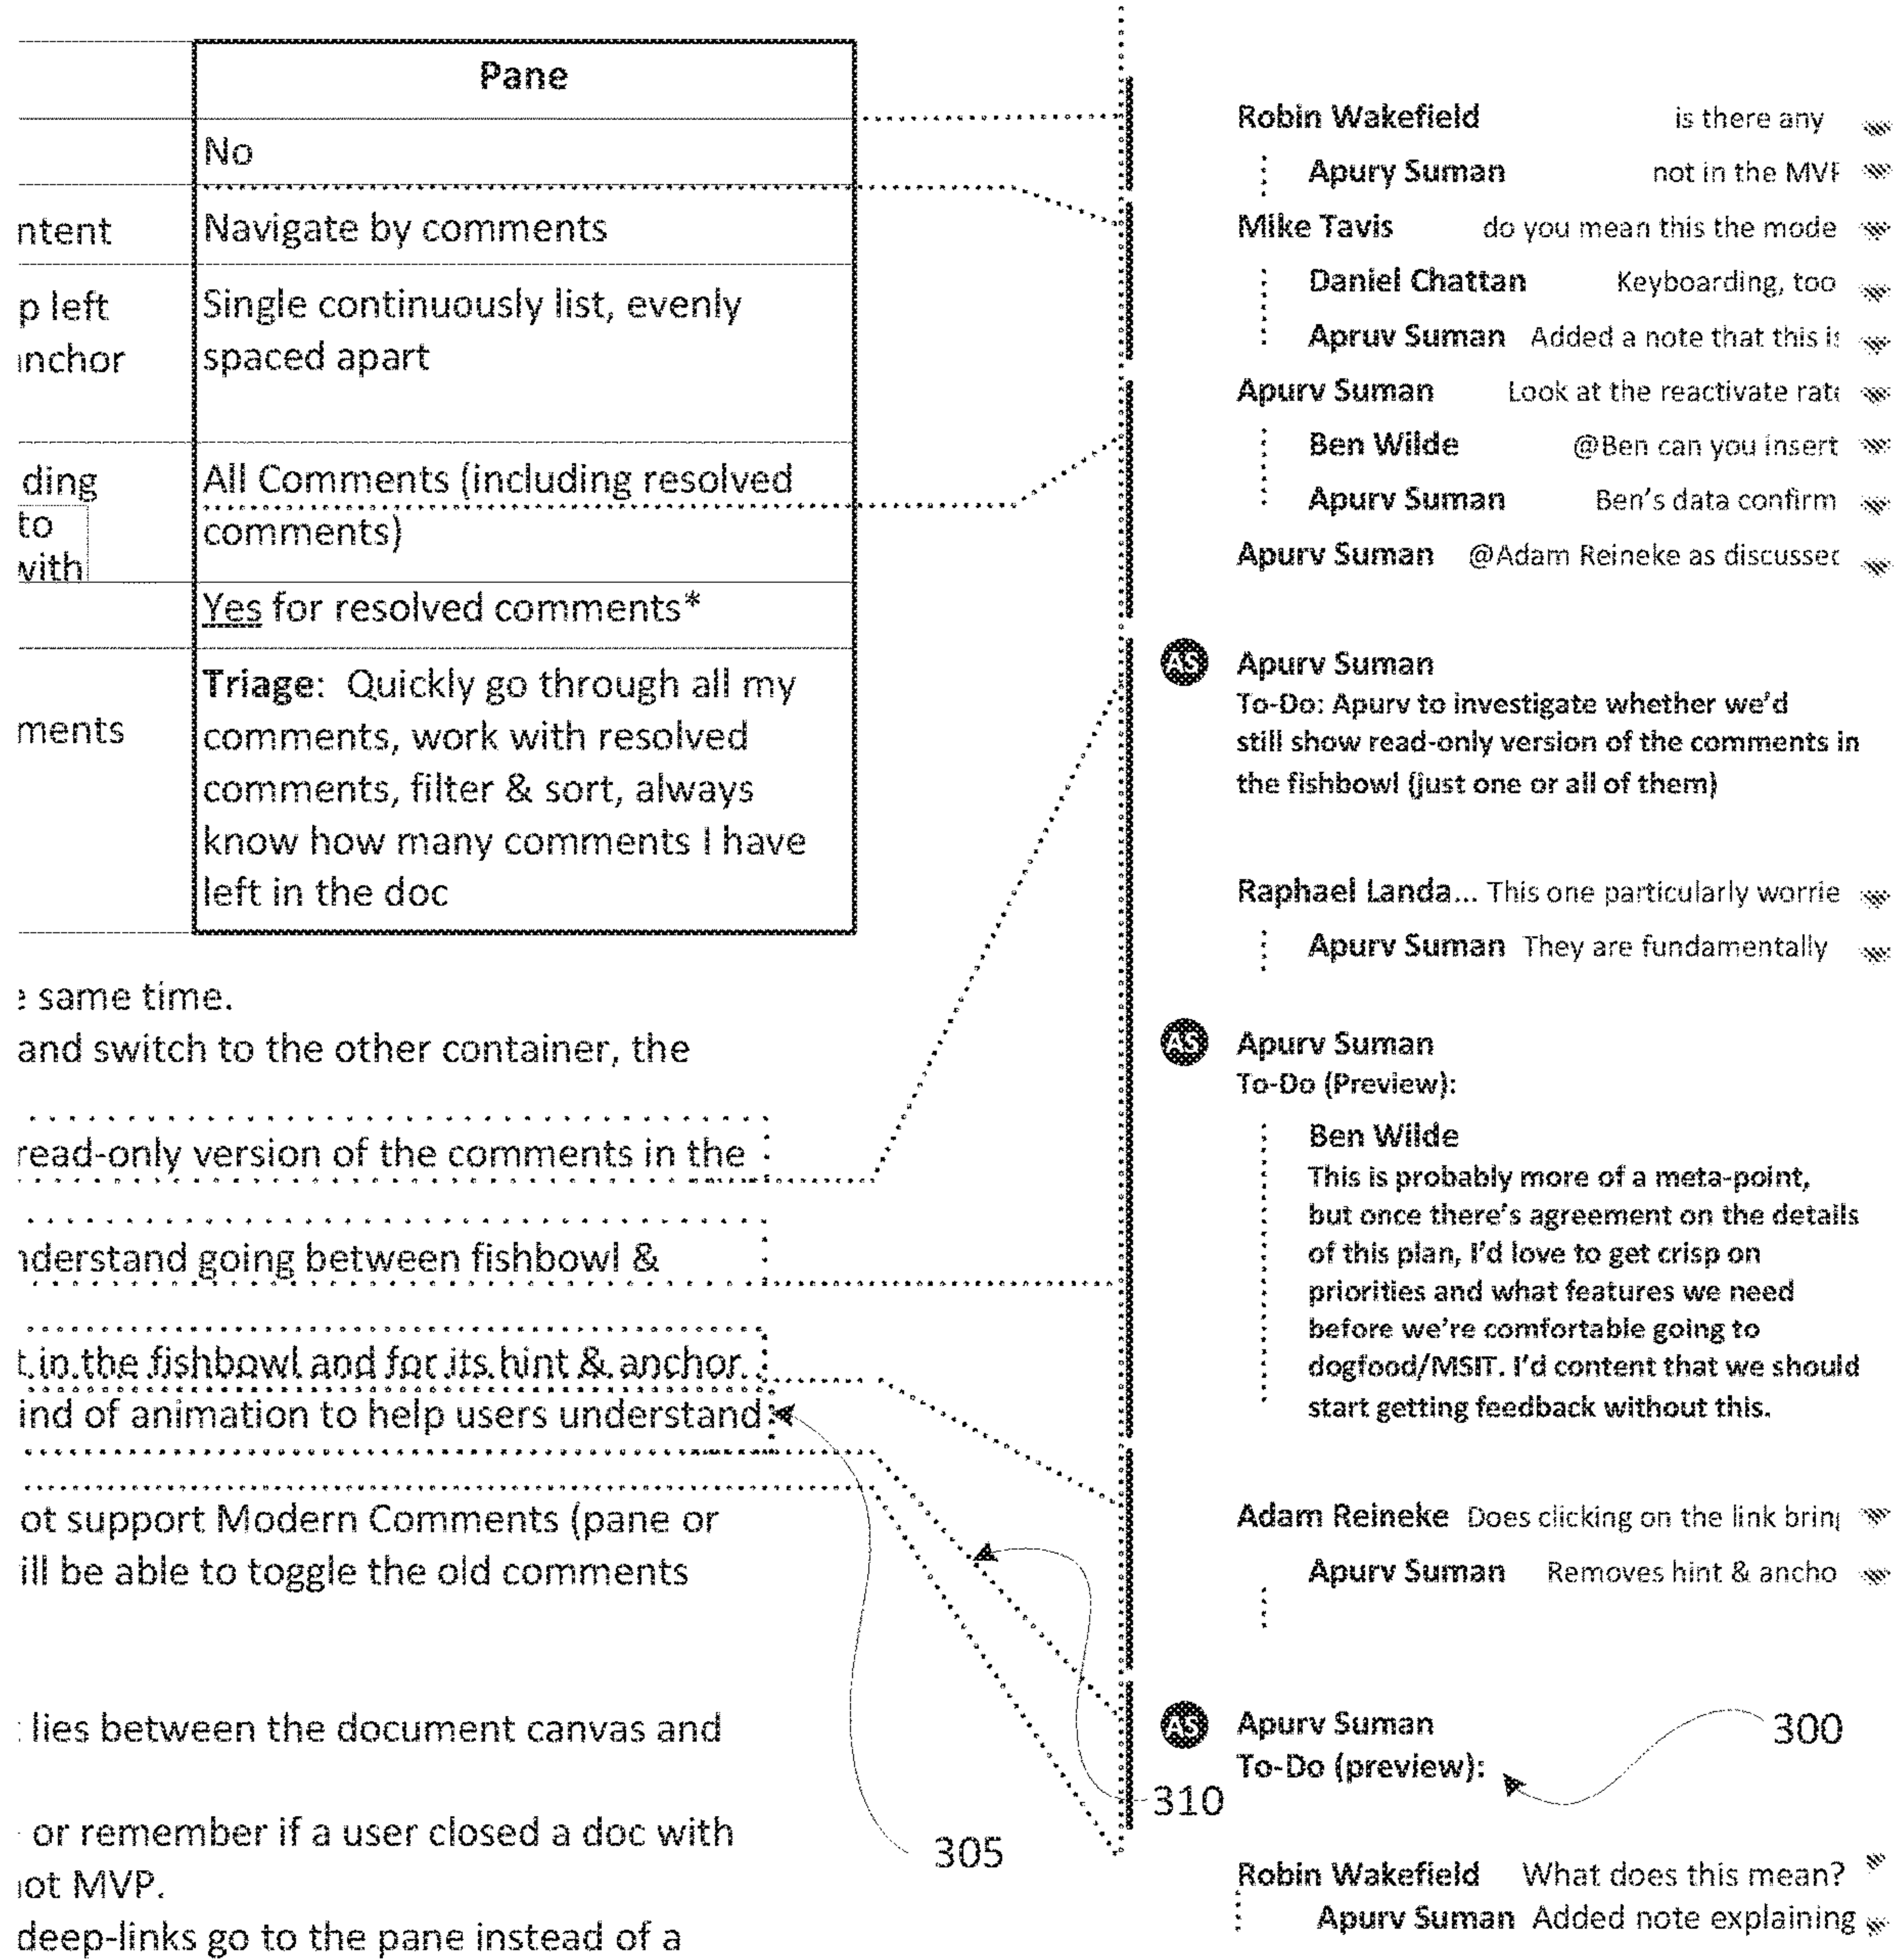 Pane
No
ntent
Navigate by comments
p left
Single continuously list, evenly
nchor
spaced apart
ding
All Comments (including resolved
to
comments)
with
Yes for resolved comments*
Triage: Quickly go through all my
ments
comments, work with resolved
comments, filter & sort, always
know how many comments I have
left in the doc
same time.
and switch to the other container, the
read-only version of the comments in the
nderstand going between fishbowl &
t in the fishbowl and for its hint & anchor.
ind of animation to help users understand
ot support Modern Comments (pane or
ill be able to toggle the old comments
lies between the document canvas and
or remember if a user closed a doc with
not MVP.
deep-links go to the pane instead of a
305
310
Robin Wakefield is there any
Apury Suman not in the MVP
Mike Tavis do you mean this the mode
Daniel Chattan Keyboarding, too
Apruv Suman Added a note that this is
Apurv Suman Look at the reactivate rat
Ben Wilde @Ben can you insert
Apurv Suman Ben's data confirm
Apurv Suman @Adam Reineke as discussed
AS Apurv Suman
To-Do: Apurv to investigate whether we'd
still show read-only version of the comments in
the fishbowl (just one or all of them)
Raphael Landa... This one particularly worrie
Apurv Suman They are fundamentally
AS Apurv Suman
To-Do (Preview):
Ben Wilde
This is probably more of a meta-point,
but once there's agreement on the details
of this plan, I'd love to get crisp on
priorities and what features we need
before we're comfortable going to
dogfood/MSIT. I'd content that we should
start getting feedback without this.
Adam Reineke Does clicking on the link bring
Apurv Suman Removes hint & ancho
AS Apurv Suman
To-Do (preview):
300
Robin Wakefield What does this mean?
Apurv Suman Added note explaining